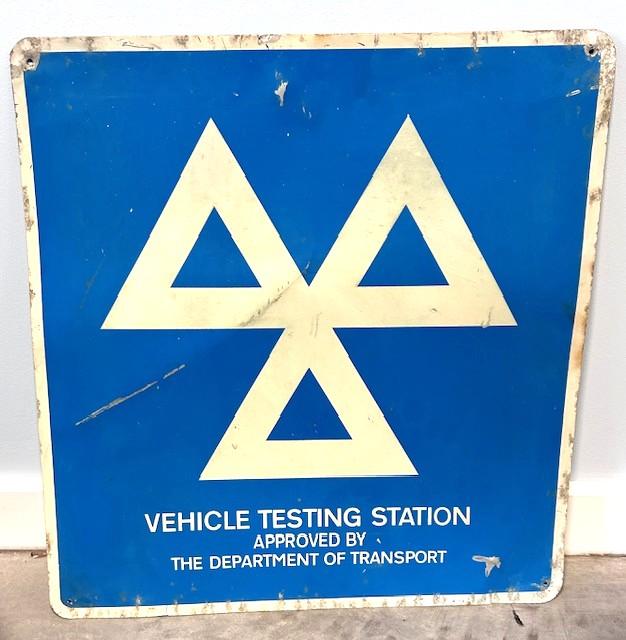 VEHICLE TESTING STATION
APPROVED BY
THE DEPARTMENT OF TRANSPORT